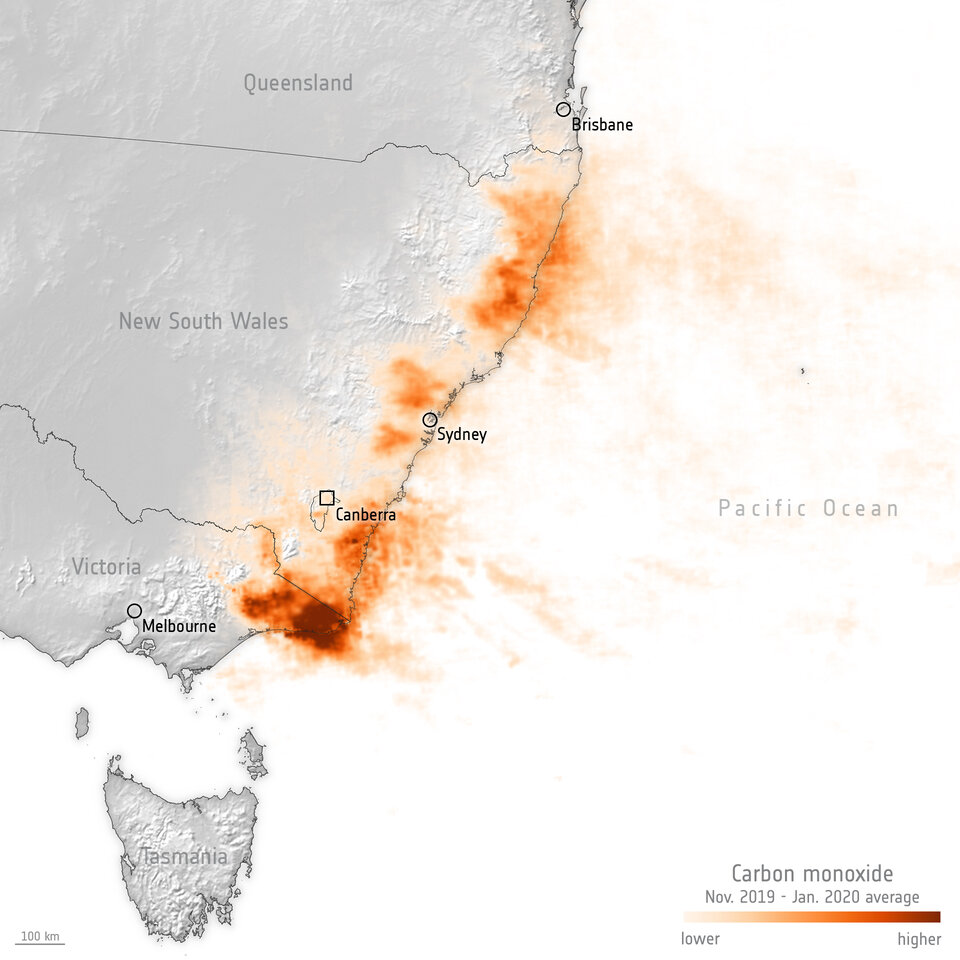 Queensland
Brisbane
New South Wales
Sydney
Pacific Ocean
Canberra
Victoria
Melbourne
Tasmania
Carbon monoxide
Nov. 2019 - Jan. 2020 average
lower higher
100 km